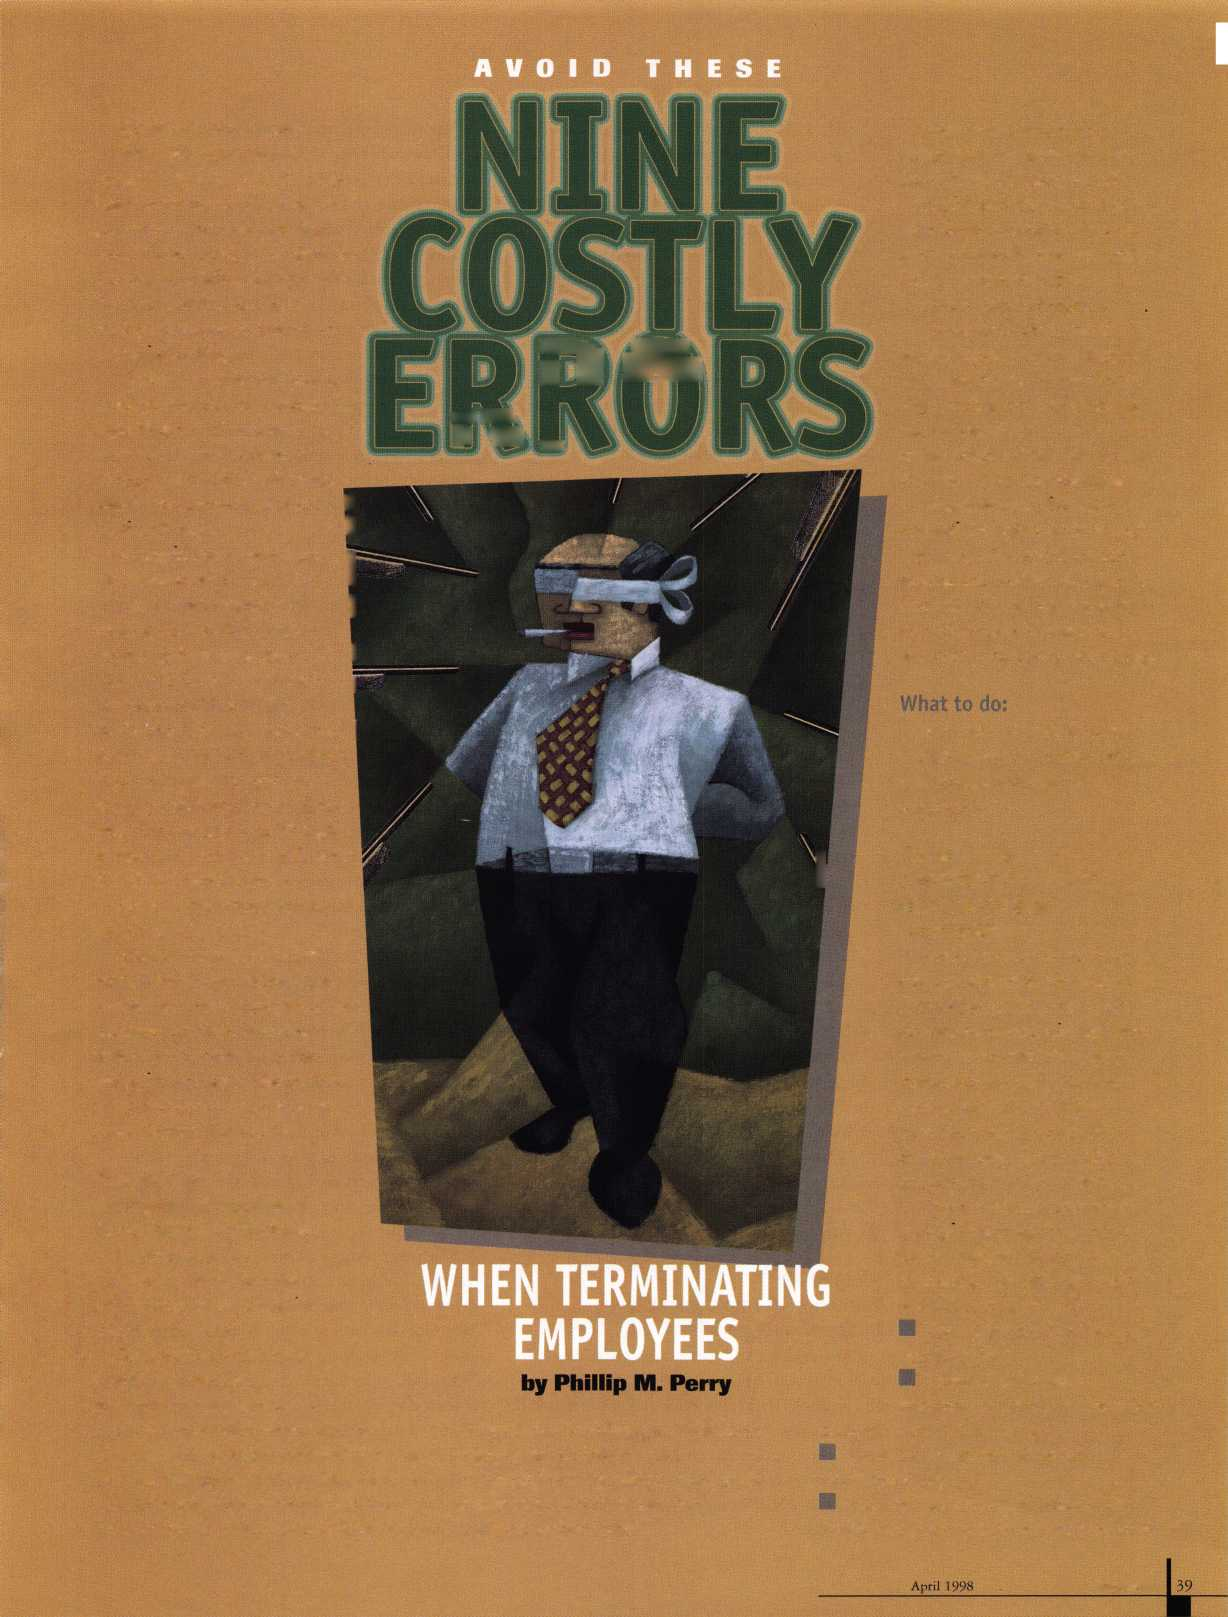 AVOID THESE
NINE
COSTLY
ERRORS
What to do:
WHEN TERMINATING
EMPLOYEES
by Phillip M. Perry
April 1998
39